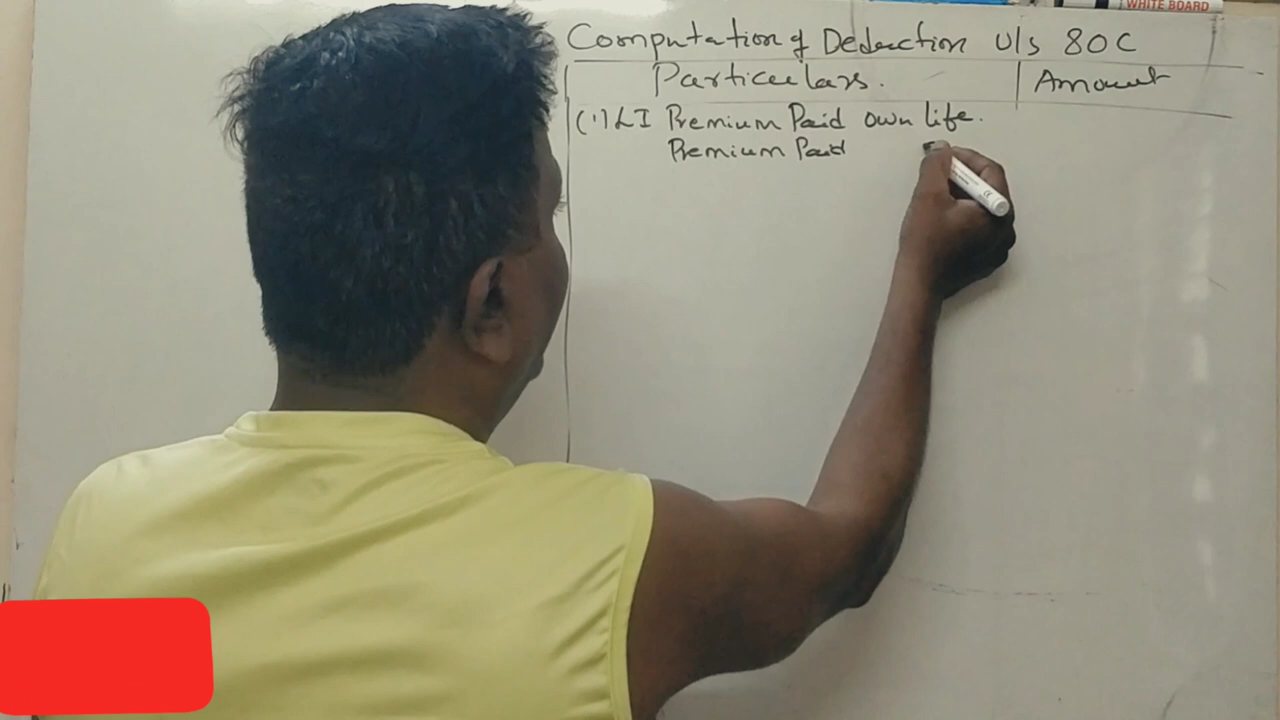 WHITE BOARD
Computation of Deduction U/s 80C
Particulars. Amount
(1) LI Premium Paid own life.
Premium Paid